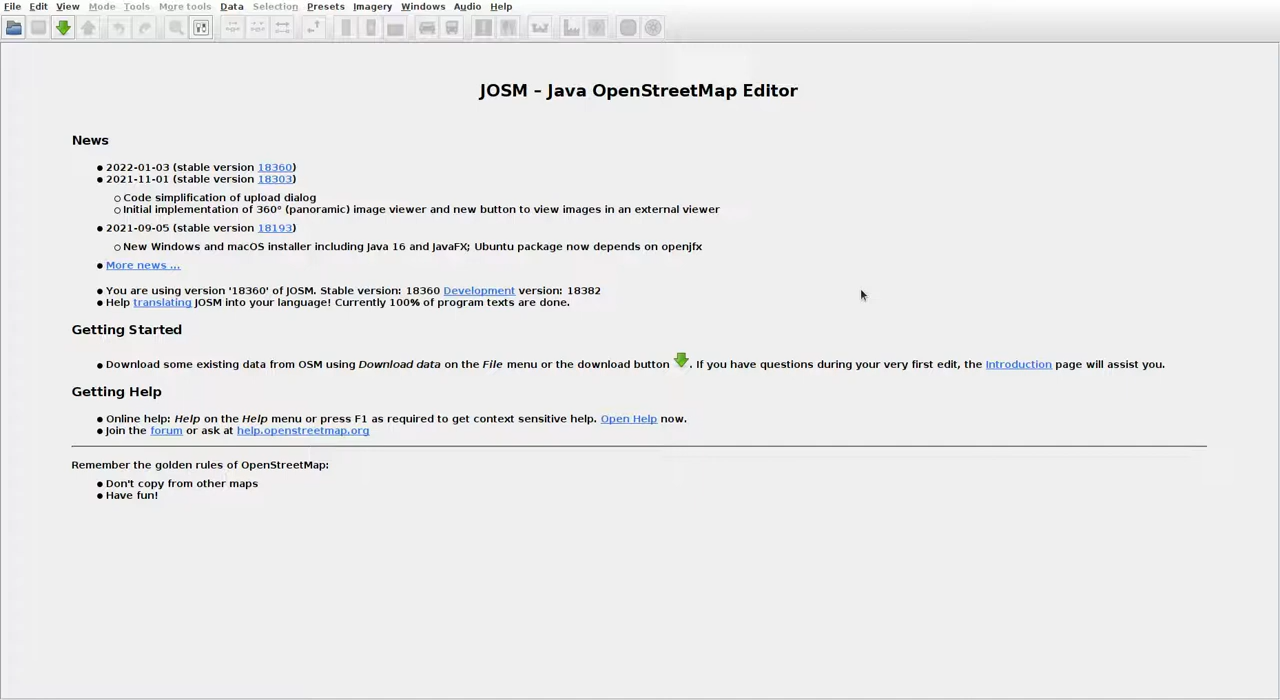 File Edit View Mode Tools More tools Data Selection Presets Imagery Windows Audio Help
JOSM – Java OpenStreetMap Editor
News
2022-01-03 (stable version 18360)
2021-11-01 (stable version 18303)
Code simplification of upload dialog
Initial implementation of 360° (panoramic) image viewer and new button to view images in an external viewer
2021-09-05 (stable version 18193)
New Windows and macOS installer including Java 16 and JavaFX; Ubuntu package now depends on openjfx
More news ...
You are using version '18360' of JOSM. Stable version: 18360 Development version: 18382
Help translating JOSM into your language! Currently 100% of program texts are done.
Getting Started
Download some existing data from OSM using Download data on the File menu or the download button . If you have questions during your very first edit, the Introduction page will assist you.
Getting Help
Online help: Help on the Help menu or press F1 as required to get context sensitive help. Open Help now.
Join the forum or ask at help.openstreetmap.org
Remember the golden rules of OpenStreetMap:
Don't copy from other maps
Have fun!